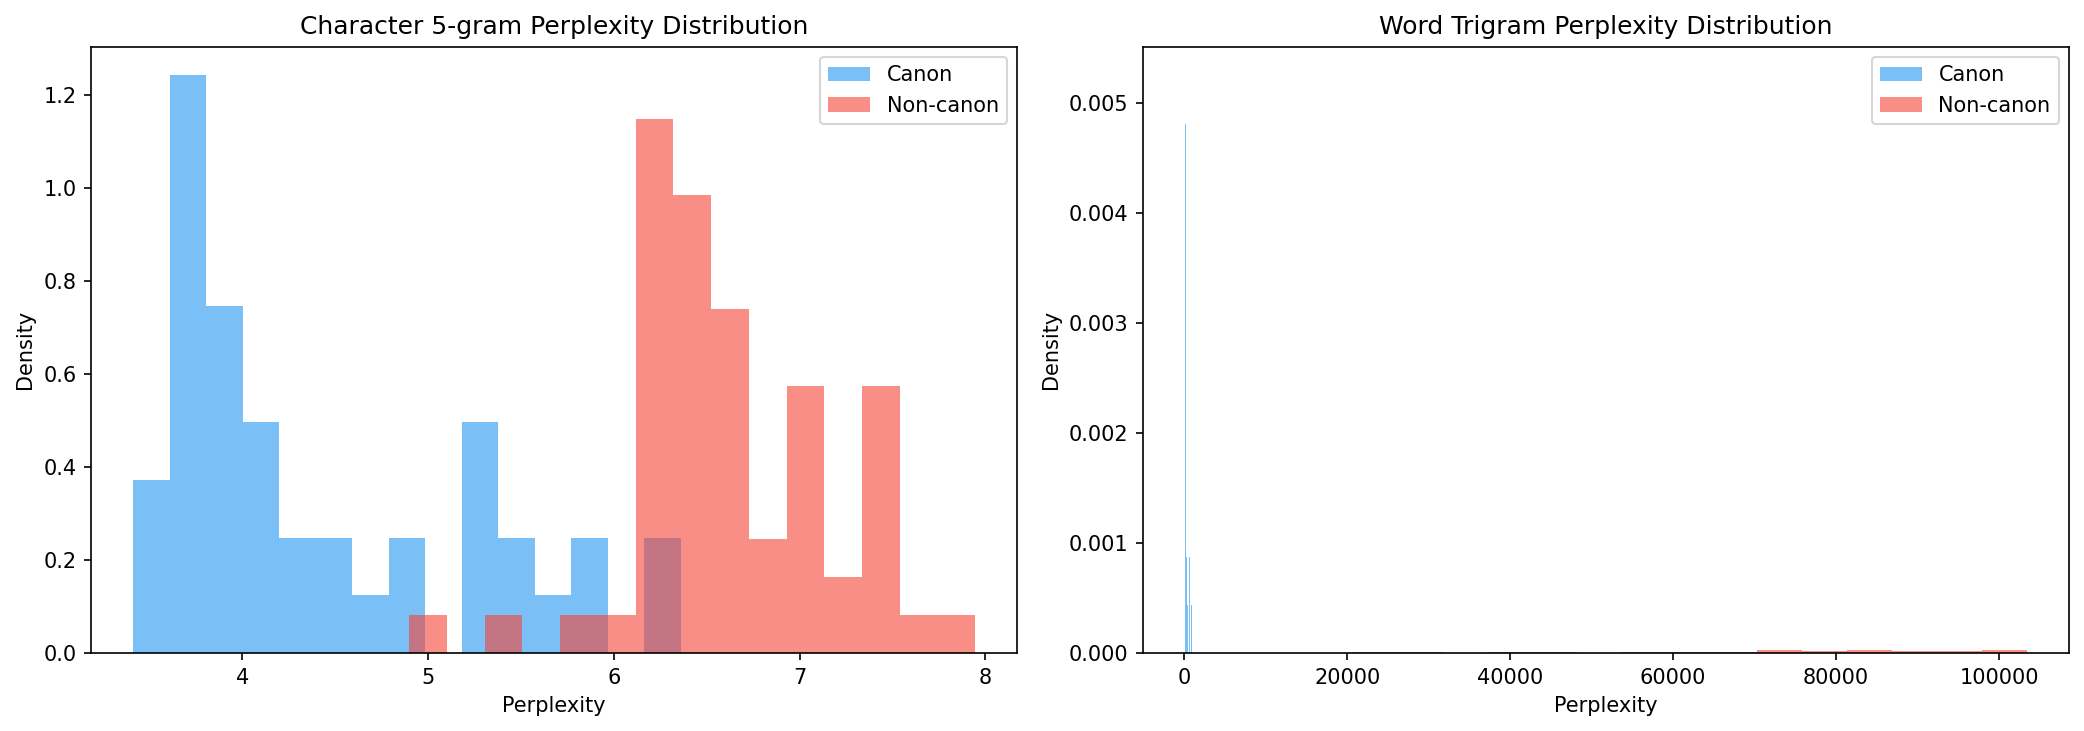 Character 5-gram Perplexity Distribution
Canon
Non-canon
1.2
1.0
0.8
0.6
0.4
0.2
0.0
Density
4
5
6
7
8
Perplexity
Word Trigram Perplexity Distribution
Canon
Non-canon
0.005
0.004
0.003
0.002
0.001
0.000
Density
0
20000
40000
60000
80000
100000
Perplexity